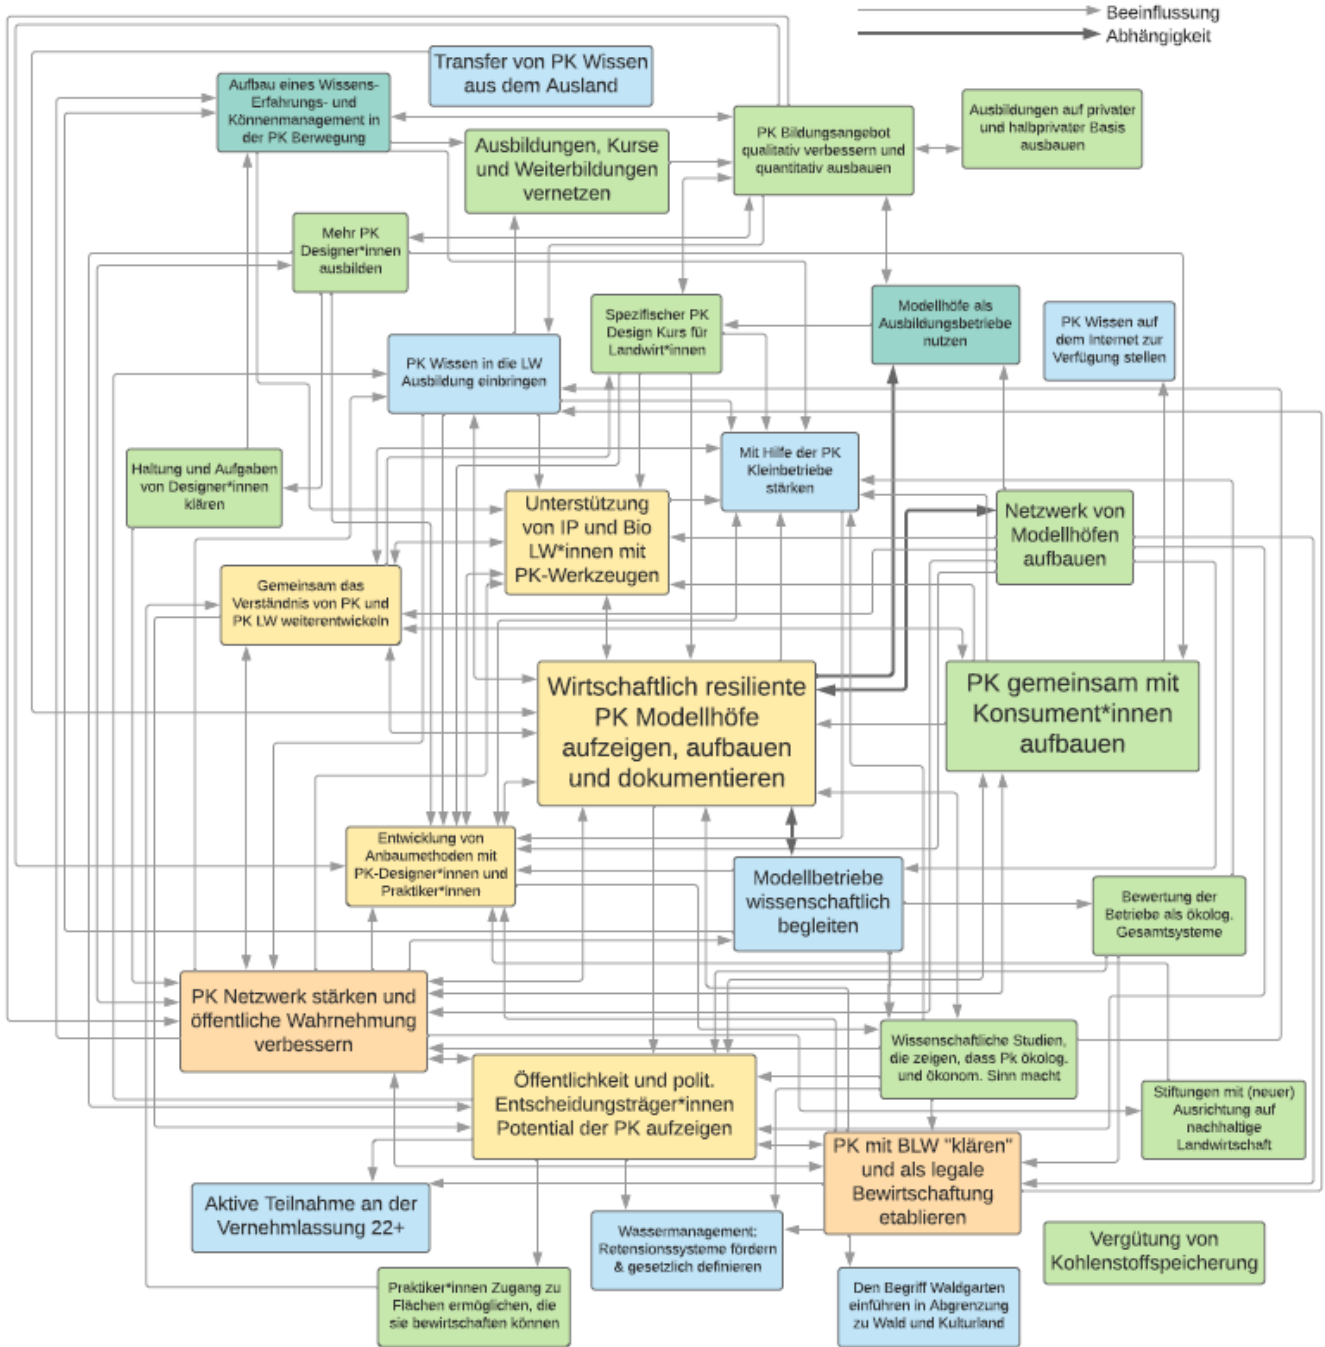 Beeinflussung
Abhängigkeit
Transfer von PK Wissen
aus dem Ausland
Aufbau eines Wissens-
Erfahrungs- und
Könnenmanagement in
der PK Berwegung
Ausbildungen, Kurse
und Weiterbildungen
vernetzen
PK Bildungsangebot
qualitativ verbessern und
quantitativ ausbauen
Ausbildungen auf privater
und halbprivater Basis
ausbauen
Mehr PK
Designer*innen
ausbilden
Spezifischer PK
Design Kurs für
Landwirt*innen
Modellhöfe als
Ausbildungsbetriebe
nutzen
PK Wissen auf
dem Internet zur
Verfügung stellen
PK Wissen in die LW
Ausbildung einbringen
Haltung und Aufgaben
von Designer*innen
klären
Mit Hilfe der PK
Kleinbetriebe
stärken
Unterstützung
von IP und Bio
LW*innen mit
PK-Werkzeugen
Netzwerk von
Modellhöfen
aufbauen
Gemeinsam das
Verständnis von PK und
PK LW weiterentwickeln
Wirtschaftlich resiliente
PK Modellhöfe
aufzeigen, aufbauen
und dokumentieren
PK gemeinsam mit
Konsument*innen
aufbauen
Entwicklung von
Anbaumethoden mit
PK-Designer*innen und
Praktiker*innen
Modellbetriebe
wissenschaftlich
begleiten
Bewertung der
Betriebe als ökolog.
Gesamtsysteme
PK Netzwerk stärken und
öffentliche Wahrnehmung
verbessern
Wissenschaftliche Studien,
die zeigen, dass Pk ökolog.
und ökonom. Sinn macht
Öffentlichkeit und polit.
Entscheidungsträger*innen
Potential der PK aufzeigen
Stiftungen mit (neuer)
Ausrichtung auf
nachhaltige
Landwirtschaft
PK mit BLW "klären"
und als legale
Bewirtschaftung
etablieren
Aktive Teilnahme an der
Vernehmlassung 22+
Wassermanagement:
Retensionssysteme fördern
& gesetzlich definieren
Vergütung von
Kohlenstoffspeicherung
Praktiker*innen Zugang zu
Flächen ermöglichen, die
sie bewirtschaften können
Den Begriff Waldgarten
einführen in Abgrenzung
zu Wald und Kulturland